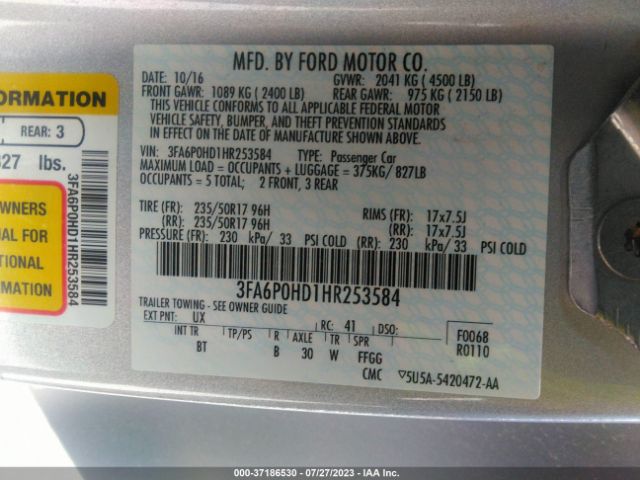 MFD. BY FORD MOTOR CO.
DATE: 10/16 GVWR: 2041 KG ( 4500 LB)
FRONT GAWR: 1089 KG ( 2400 LB) REAR GAWR: 975 KG ( 2150 LB)
THIS VEHICLE CONFORMS TO ALL APPLICABLE FEDERAL MOTOR
VEHICLE SAFETY, BUMPER, AND THEFT PREVENTION STANDARDS
IN EFFECT ON THE DATE OF MANUFACTURE SHOWN ABOVE.
VIN: 3FA6P0HD1HR253584 TYPE: Passenger Car
MAXIMUM LOAD = OCCUPANTS + LUGGAGE = 375KG/ 827LB
OCCUPANTS = 5 TOTAL; 2 FRONT, 3 REAR
TIRE (FR): 235/50R17 96H RIMS (FR): 17x7.5J
(RR): 235/50R17 96H (RR): 17x7.5J
PRESSURE (FR): 230 kPa/ 33 PSI COLD (RR): 230 kPa/ 33 PSI COLD
3FA6P0HD1HR253584
TRAILER TOWING - SEE OWNER GUIDE
EXT PNT: UX RC: 41 DSO: F0068
INT TR TP/PS R AXLE TR SPR R0110
BT B 30 W FFGG
CMC ▽5U5A-5420472-AA
ORMATION
REAR: 3
827 lbs.
OWNERS
UAL FOR
TIONAL
RMATION
3FA6P0HD1HR253584
000-37186530 / 07/27/2023 / IAA Inc.